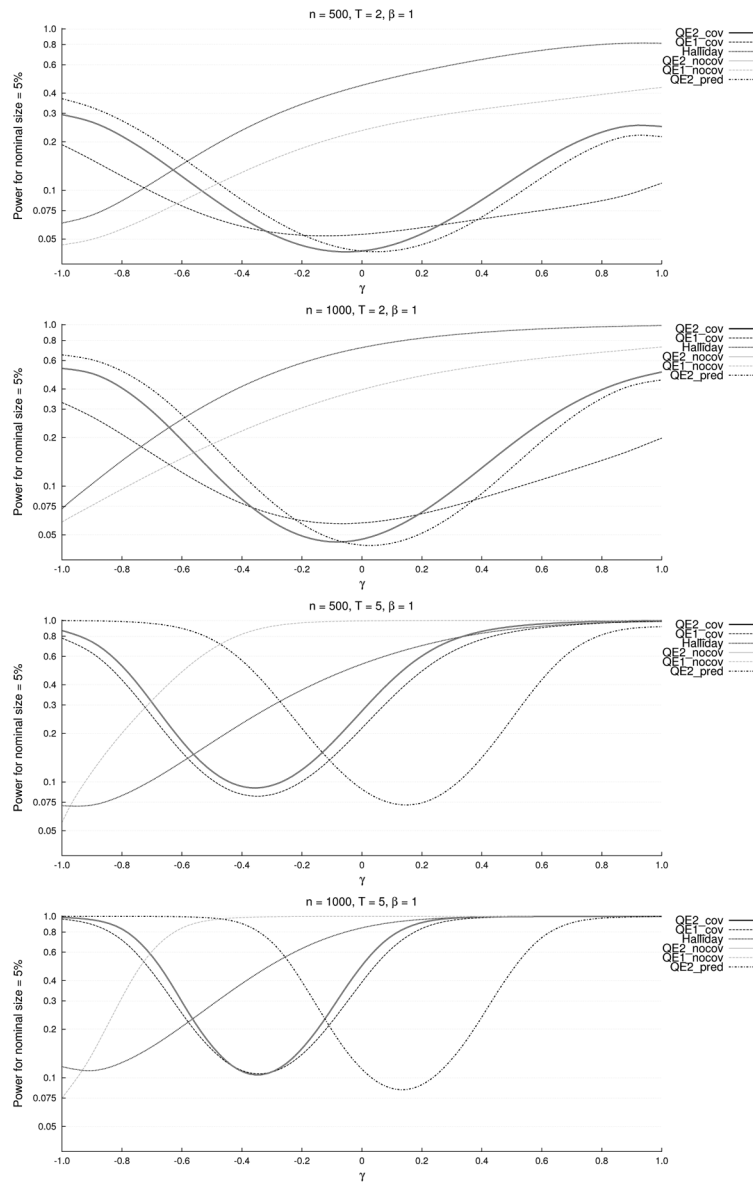 n = 500, T = 2, β = 1
Power for nominal size = 5%
1.0
0.8
0.6
0.4
0.3
0.2
0.1
0.075
0.05
-1.0 -0.8 -0.6 -0.4 -0.2 0 0.2 0.4 0.6 0.8 1.0
γ
QE2_cov
QE1_cov
Halliday
QE2_nocov
QE1_nocov
QE2_pred
n = 1000, T = 2, β = 1
Power for nominal size = 5%
1.0
0.8
0.6
0.4
0.3
0.2
0.1
0.075
0.05
-1.0 -0.8 -0.6 -0.4 -0.2 0 0.2 0.4 0.6 0.8 1.0
γ
QE2_cov
QE1_cov
Halliday
QE2_nocov
QE1_nocov
QE2_pred
n = 500, T = 5, β = 1
Power for nominal size = 5%
1.0
0.8
0.6
0.4
0.3
0.2
0.1
0.075
0.05
-1.0 -0.8 -0.6 -0.4 -0.2 0 0.2 0.4 0.6 0.8 1.0
γ
QE2_cov
QE1_cov
Halliday
QE2_nocov
QE1_nocov
QE2_pred
n = 1000, T = 5, β = 1
Power for nominal size = 5%
1.0
0.8
0.6
0.4
0.3
0.2
0.1
0.075
0.05
-1.0 -0.8 -0.6 -0.4 -0.2 0 0.2 0.4 0.6 0.8 1.0
γ
QE2_cov
QE1_cov
Halliday
QE2_nocov
QE1_nocov
QE2_pred